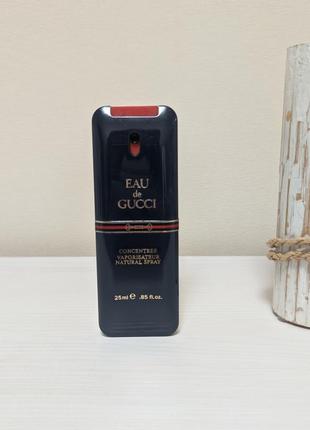 EAU
de
GUCCI
CONCENTREE
VAPORISATEUR
NATURAL SPRAY
25ml e .85 fl.oz.